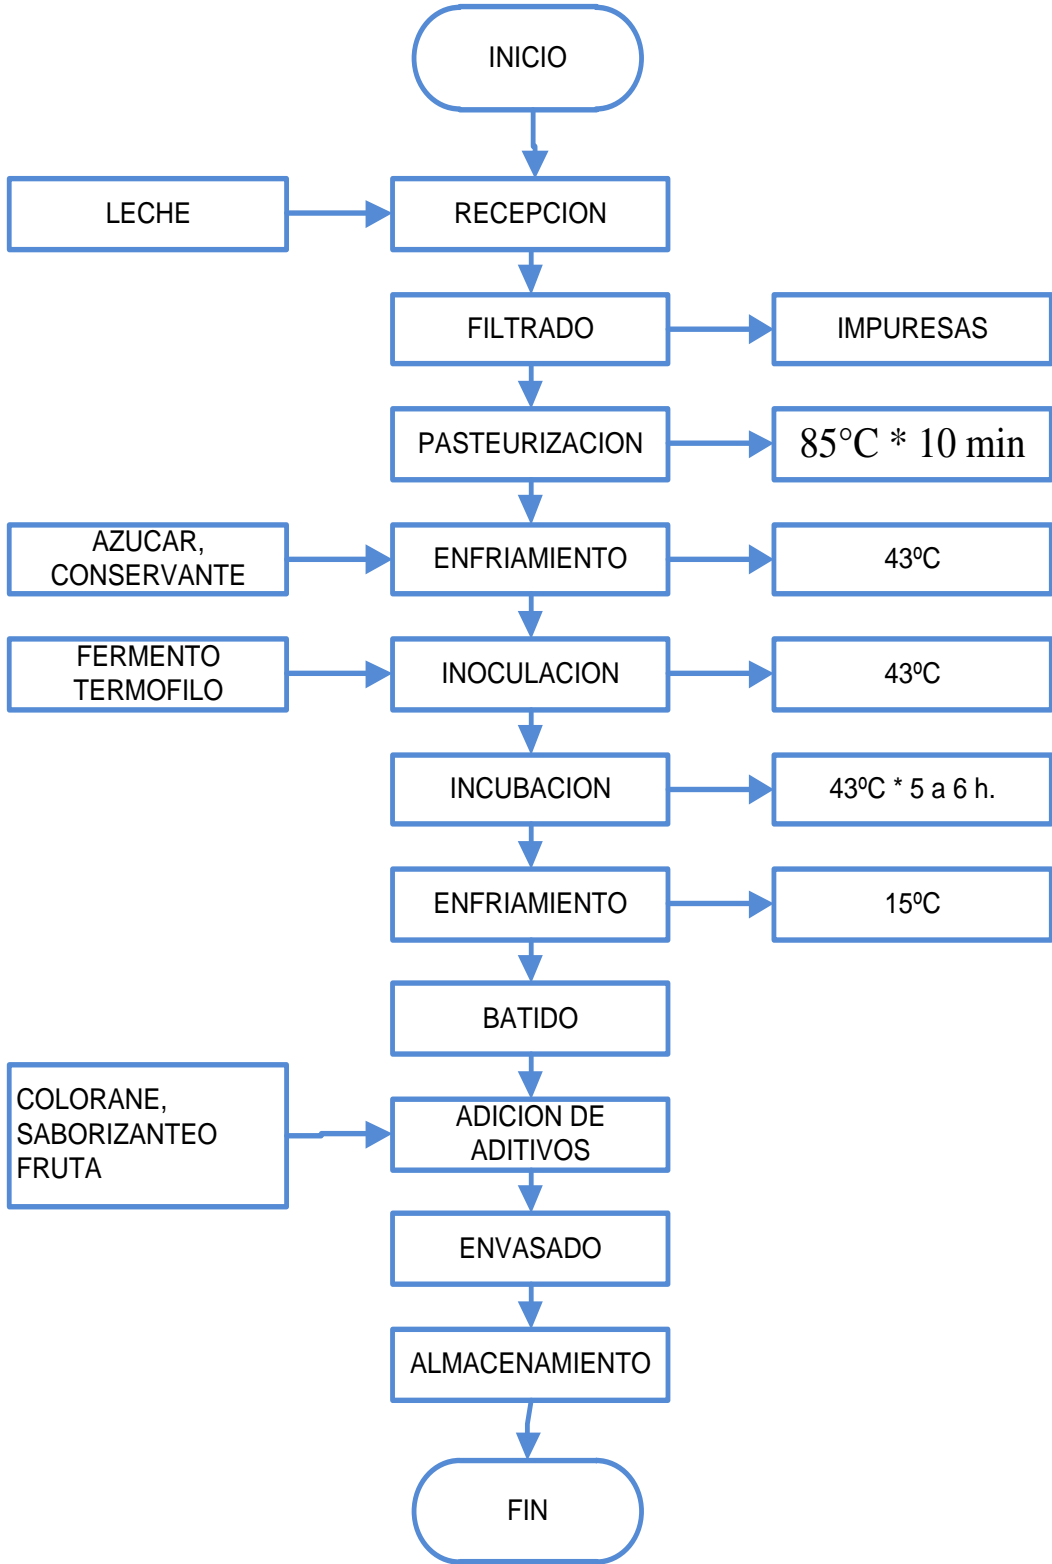 INICIO
LECHE
RECEPCION
FILTRADO
IMPURESAS
PASTEURIZACION
85°C * 10 min
AZUCAR,
CONSERVANTE
ENFRIAMIENTO
43ºC
FERMENTO
TERMOFILO
INOCULACION
43ºC
INCUBACION
43ºC * 5 a 6 h.
ENFRIAMIENTO
15ºC
BATIDO
COLORANE,
SABORIZANTEO
FRUTA
ADICION DE
ADITIVOS
ENVASADO
ALMACENAMIENTO
FIN